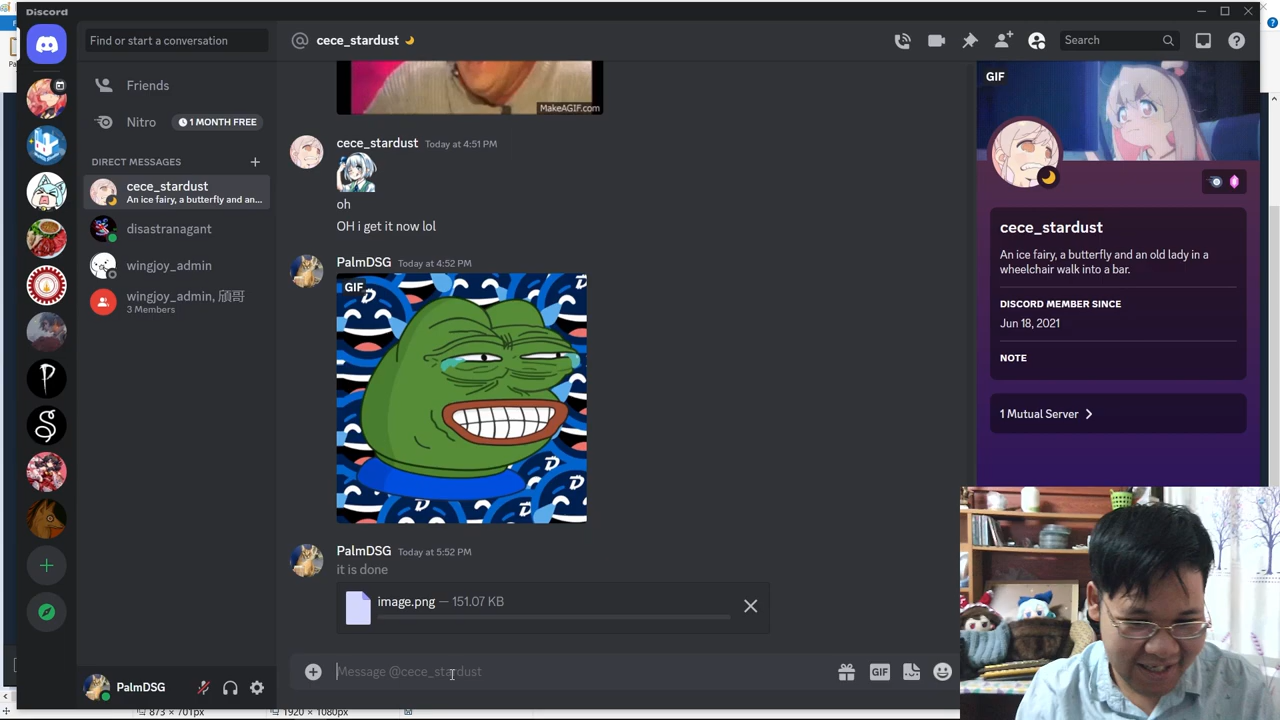 Discord
Find or start a conversation
Friends
Nitro
1 MONTH FREE
DIRECT MESSAGES
cece_stardust
An ice fairy, a butterfly and an...
disastranagant
wingjoy_admin
wingjoy_admin, 頎哥
3 Members
PalmDSG
cece_stardust
Search
MakeAGIF.com
cece_stardust Today at 4:51 PM
oh
OH i get it now lol
PalmDSG Today at 4:52 PM
GIF
PalmDSG Today at 5:52 PM
it is done
image.png — 151.07 KB
Message @cece_stardust
GIF
GIF
cece_stardust
An ice fairy, a butterfly and an old lady in a
wheelchair walk into a bar.
DISCORD MEMBER SINCE
Jun 18, 2021
NOTE
1 Mutual Server
873 × 701px
1920 × 1080px